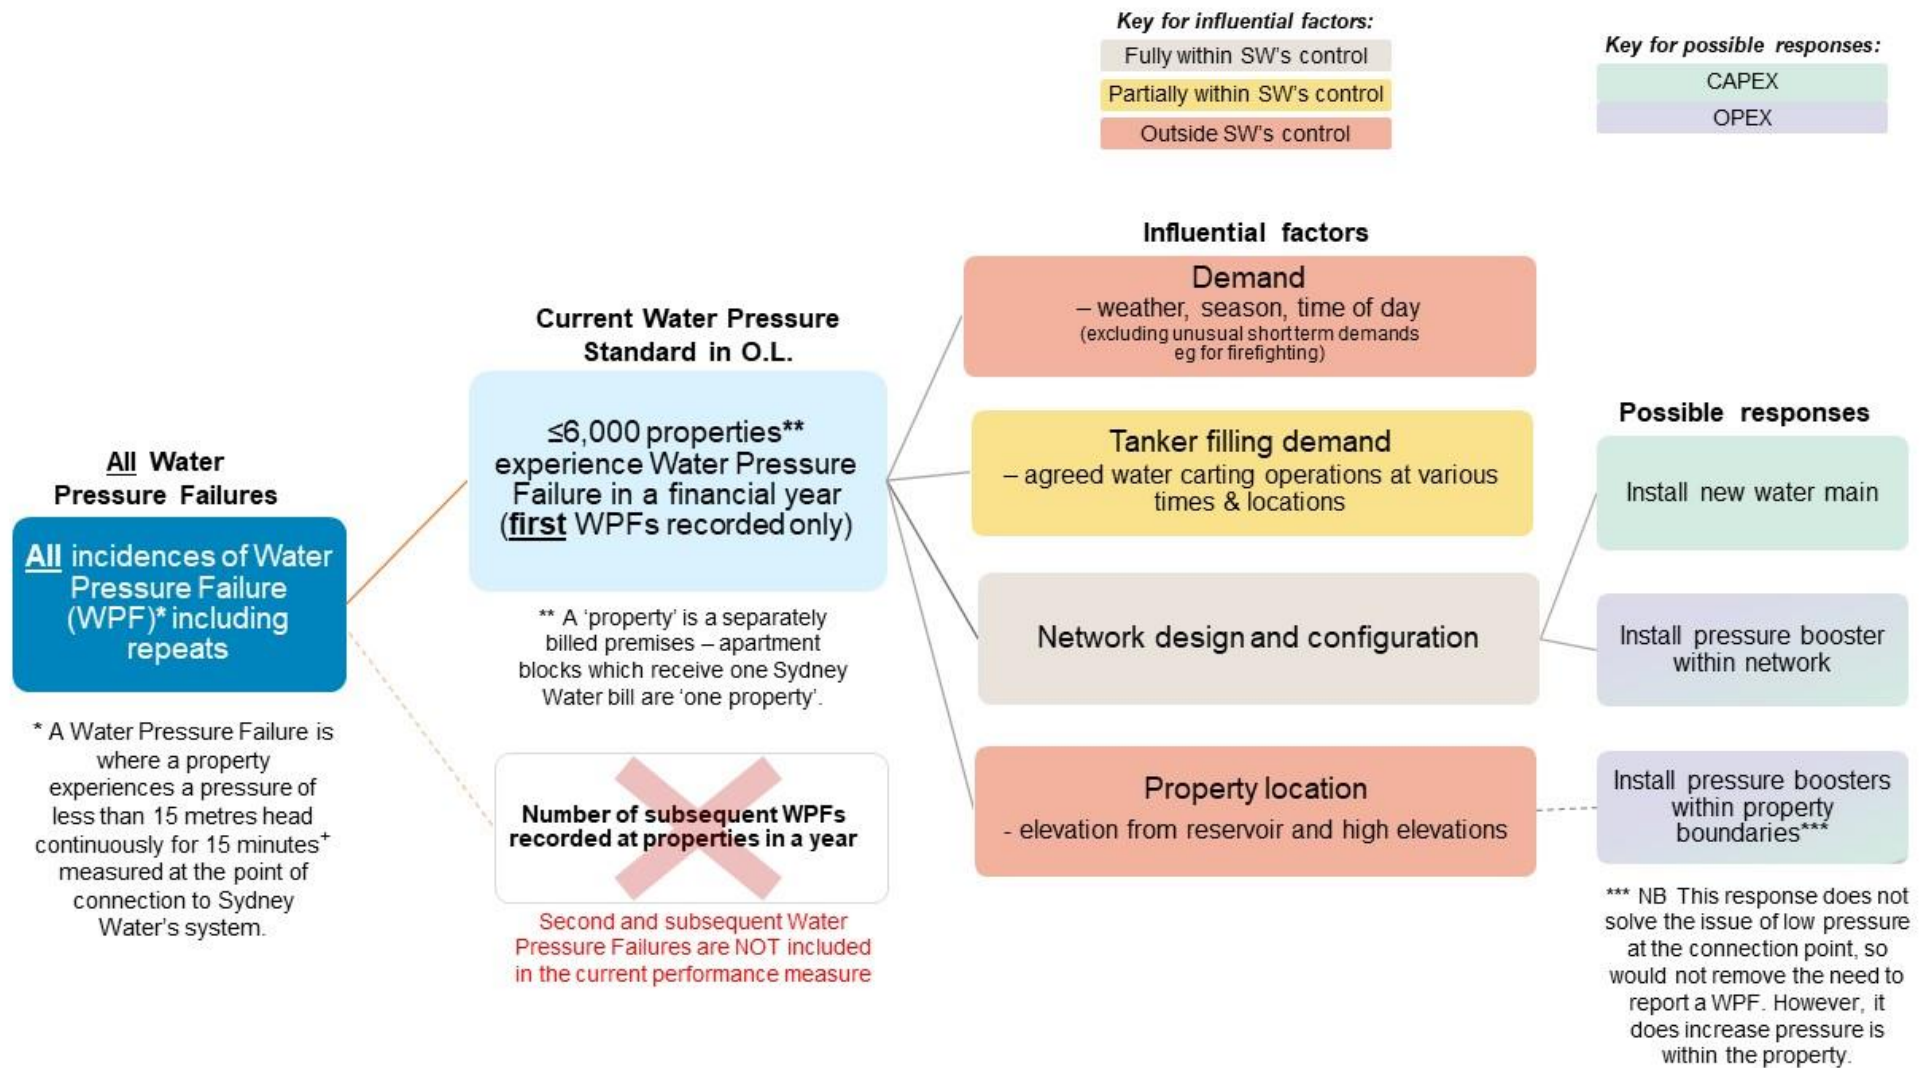 Key for influential factors:
Fully within SW's control
Partially within SW's control
Outside SW's control
Key for possible responses:
CAPEX
OPEX
All Water
Pressure Failures
All incidences of Water
Pressure Failure
(WPF)* including
repeats
* A Water Pressure Failure is
where a property
experiences a pressure of
less than 15 metres head
continuously for 15 minutes+
measured at the point of
connection to Sydney
Water's system.
Current Water Pressure
Standard in O.L.
≤6,000 properties**
experience Water Pressure
Failure in a financial year
(first WPFs recorded only)
** A 'property' is a separately
billed premises – apartment
blocks which receive one Sydney
Water bill are 'one property'.
Number of subsequent WPFs
recorded at properties in a year
Second and subsequent Water
Pressure Failures are NOT included
in the current performance measure
Influential factors
Demand
– weather, season, time of day
(excluding unusual short term demands
eg for firefighting)
Tanker filling demand
– agreed water carting operations at various
times & locations
Network design and configuration
Property location
- elevation from reservoir and high elevations
Possible responses
Install new water main
Install pressure booster
within network
Install pressure boosters
within property
boundaries***
*** NB This response does not
solve the issue of low pressure
at the connection point, so
would not remove the need to
report a WPF. However, it
does increase pressure is
within the property.